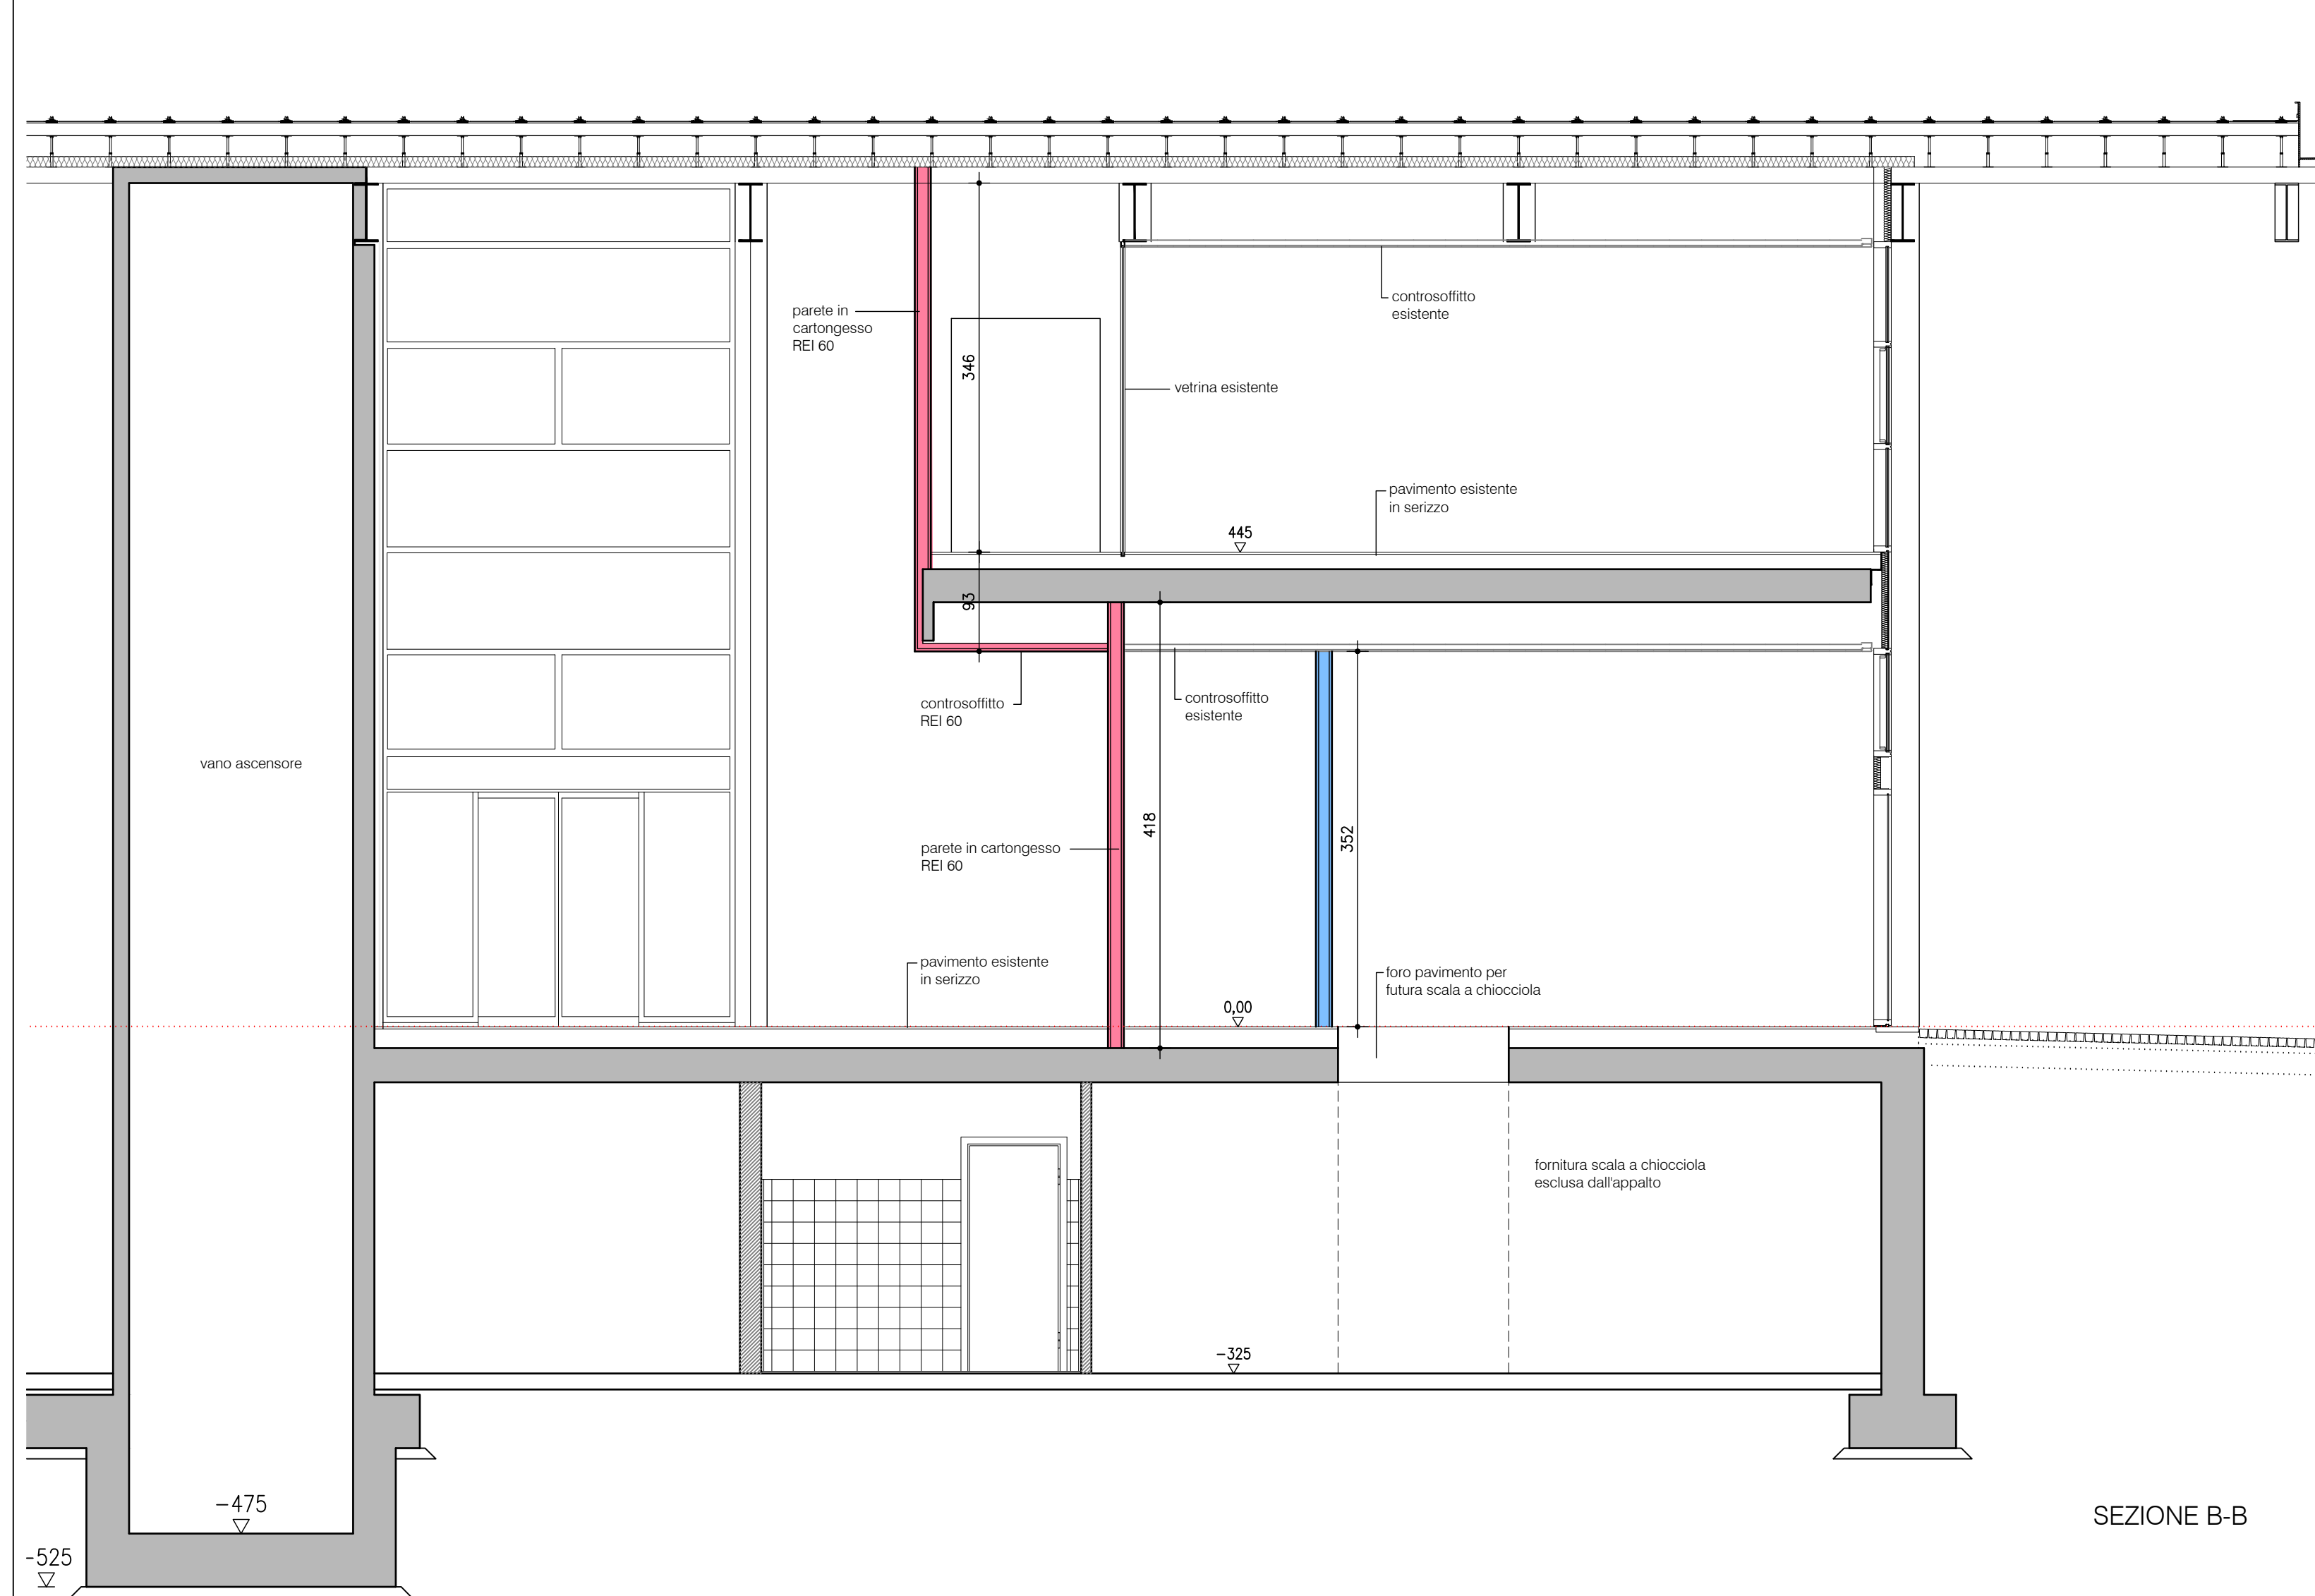 controsoffitto
esistente
parete in
cartongesso
REI 60
346
vetrina esistente
pavimento esistente
in serizzo
445
93
controsoffitto
REI 60
controsoffitto
esistente
vano ascensore
418
352
parete in cartongesso
REI 60
pavimento esistente
in serizzo
foro pavimento per
futura scala a chiocciola
0,00
fornitura scala a chiocciola
esclusa dall'appalto
-325
-475
SEZIONE B-B
-525